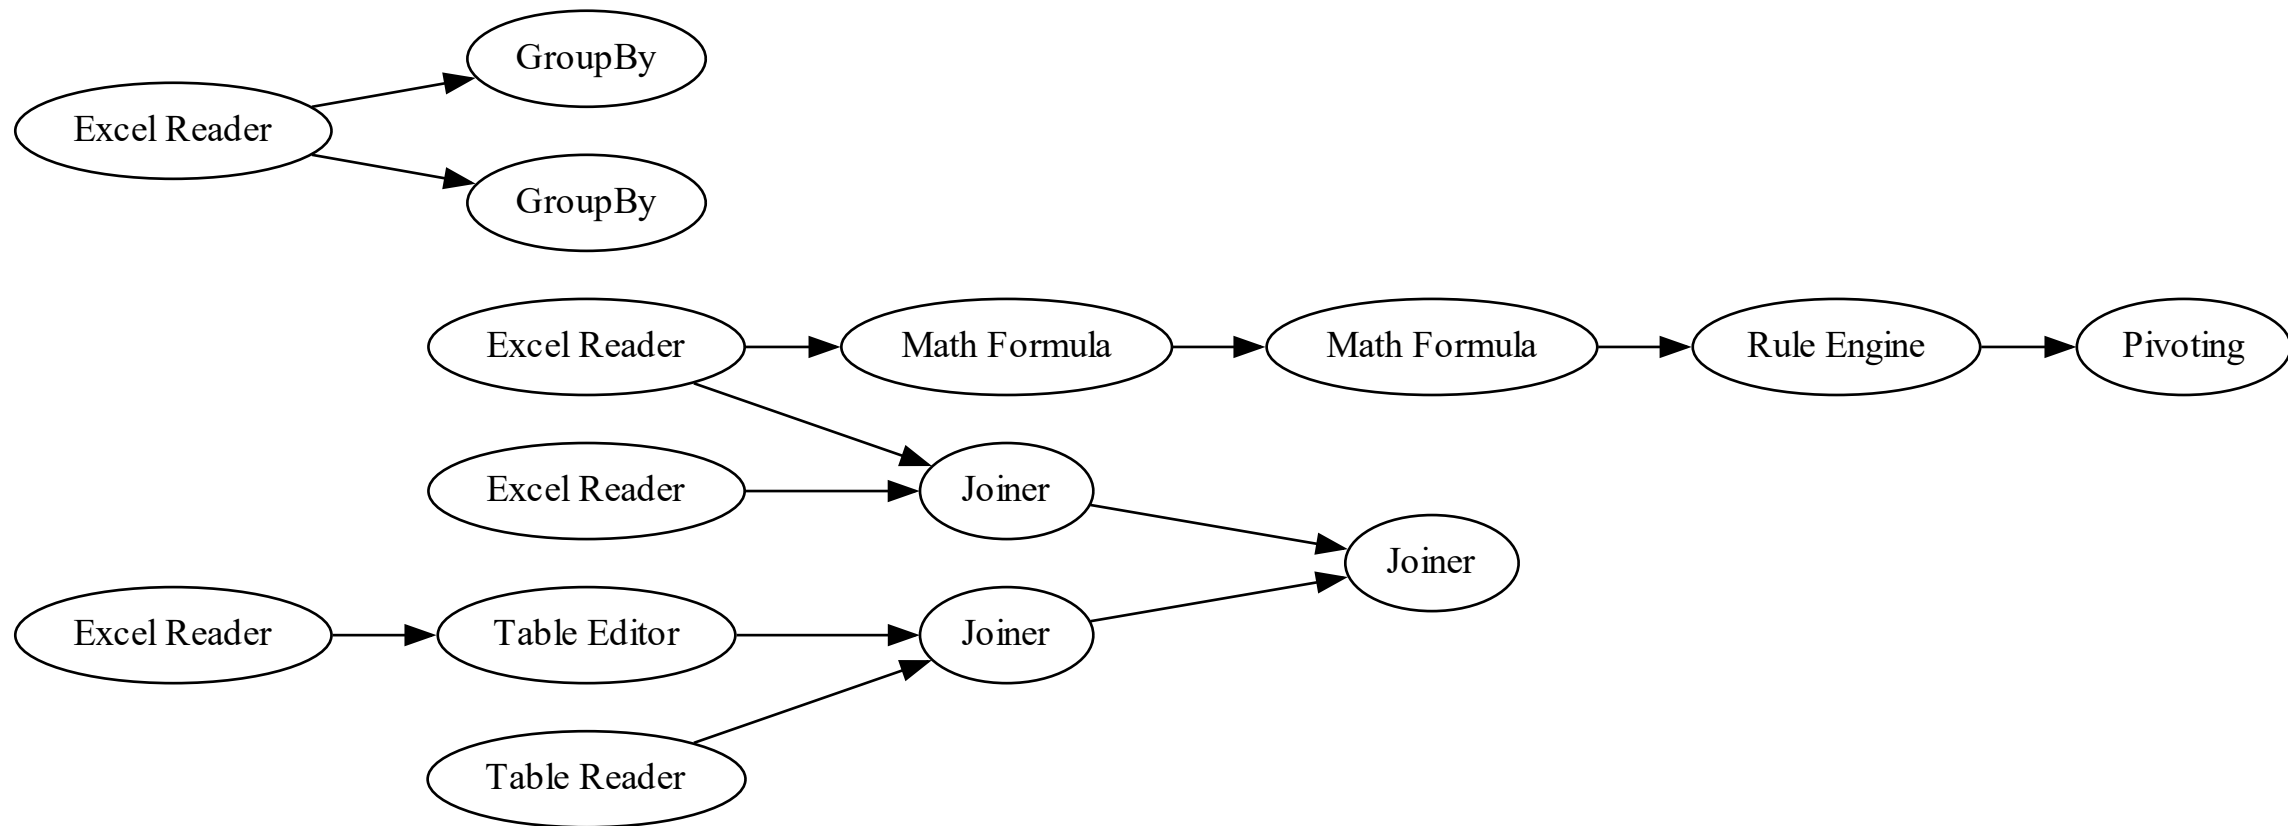 GroupBy
Excel Reader
GroupBy
Excel Reader
Math Formula
Math Formula
Rule Engine
Pivoting
Excel Reader
Joiner
Joiner
Excel Reader
Table Editor
Joiner
Table Reader